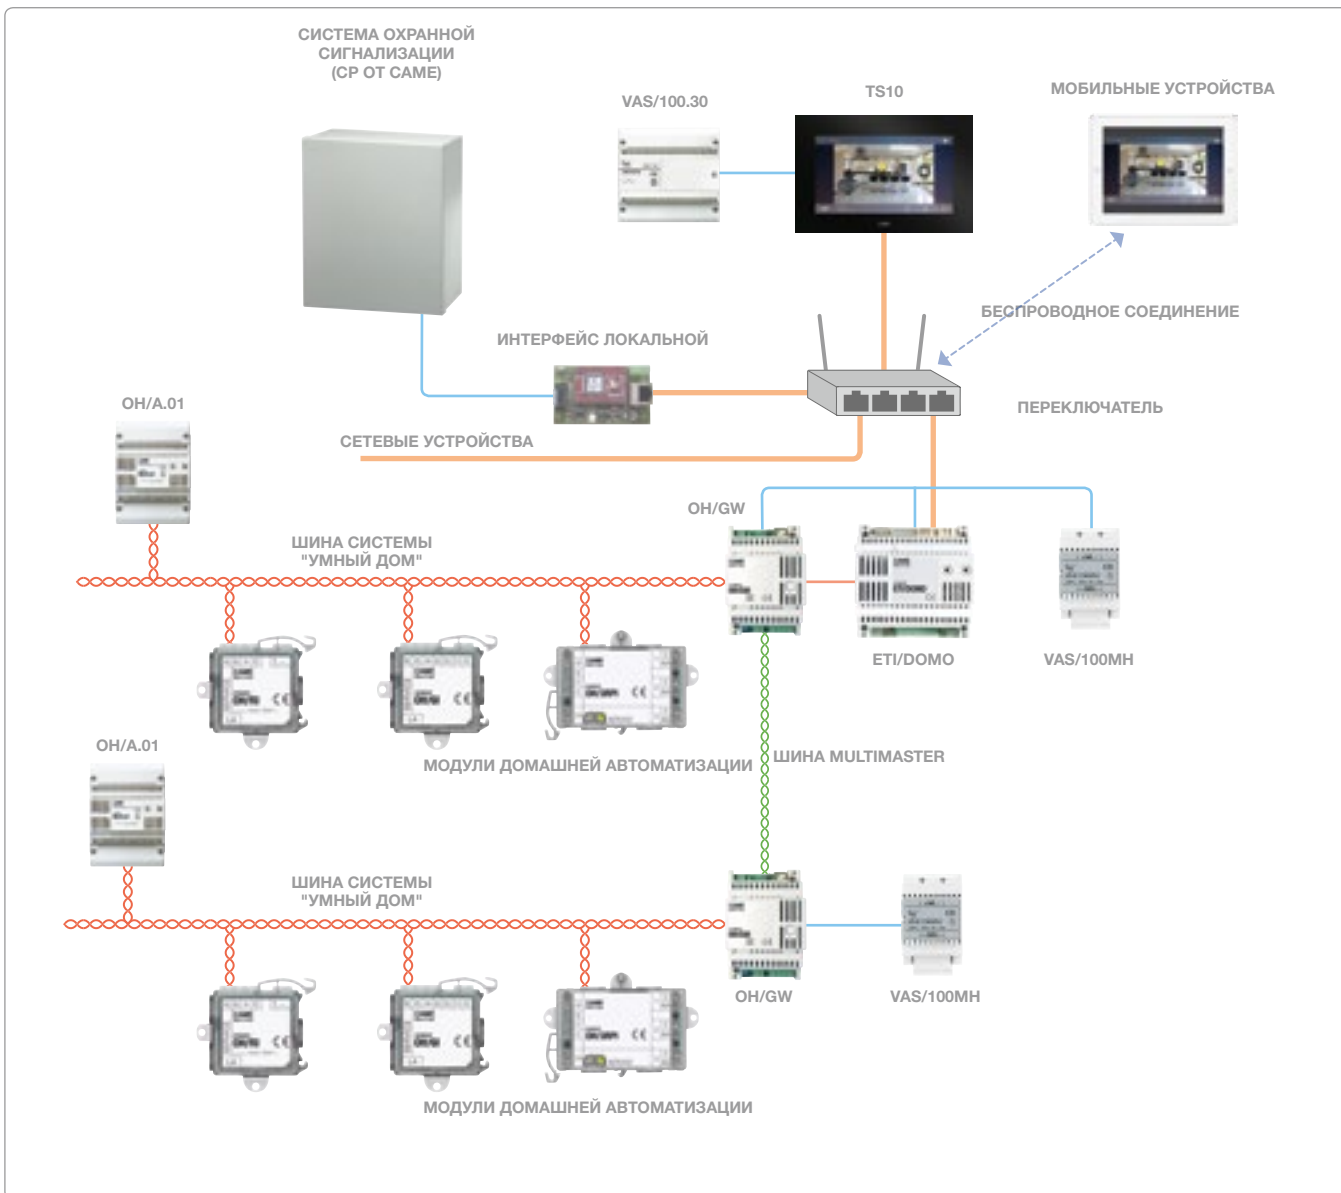 СИСТЕМА ОХРАННОЙ
СИГНАЛИЗАЦИИ
(CP ОТ CAME)
VAS/100.30
TS10
МОБИЛЬНЫЕ УСТРОЙСТВА
БЕСПРОВОДНОЕ СОЕДИНЕНИЕ
ИНТЕРФЕЙС ЛОКАЛЬНОЙ
OH/A.01
ПЕРЕКЛЮЧАТЕЛЬ
СЕТЕВЫЕ УСТРОЙСТВА
OH/GW
ШИНА СИСТЕМЫ
"УМНЫЙ ДОМ"
ETI/DOMO
VAS/100MH
OH/A.01
МОДУЛИ ДОМАШНЕЙ АВТОМАТИЗАЦИИ
ШИНА MULTIMASTER
ШИНА СИСТЕМЫ
"УМНЫЙ ДОМ"
OH/GW
VAS/100MH
МОДУЛИ ДОМАШНЕЙ АВТОМАТИЗАЦИИ